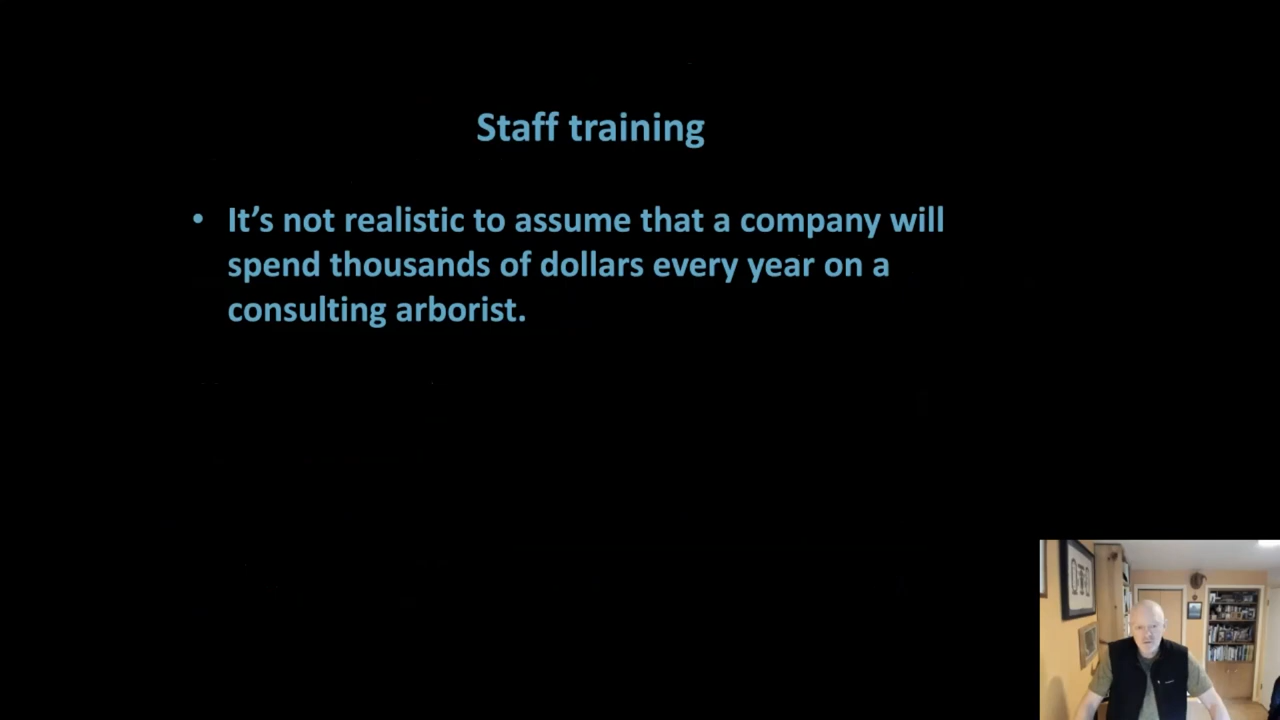 Staff training
• It’s not realistic to assume that a company will
spend thousands of dollars every year on a
consulting arborist.